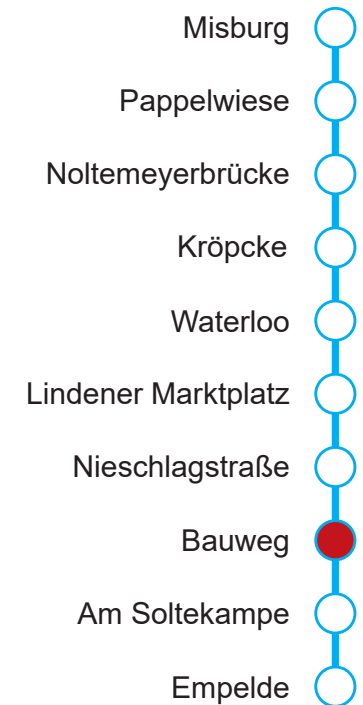 Misburg
Pappelwiese
Noltemeyerbrücke
Kröpcke
Waterloo
Lindener Marktplatz
Nieschlagstraße
Bauweg
Am Soltekampe
Empelde